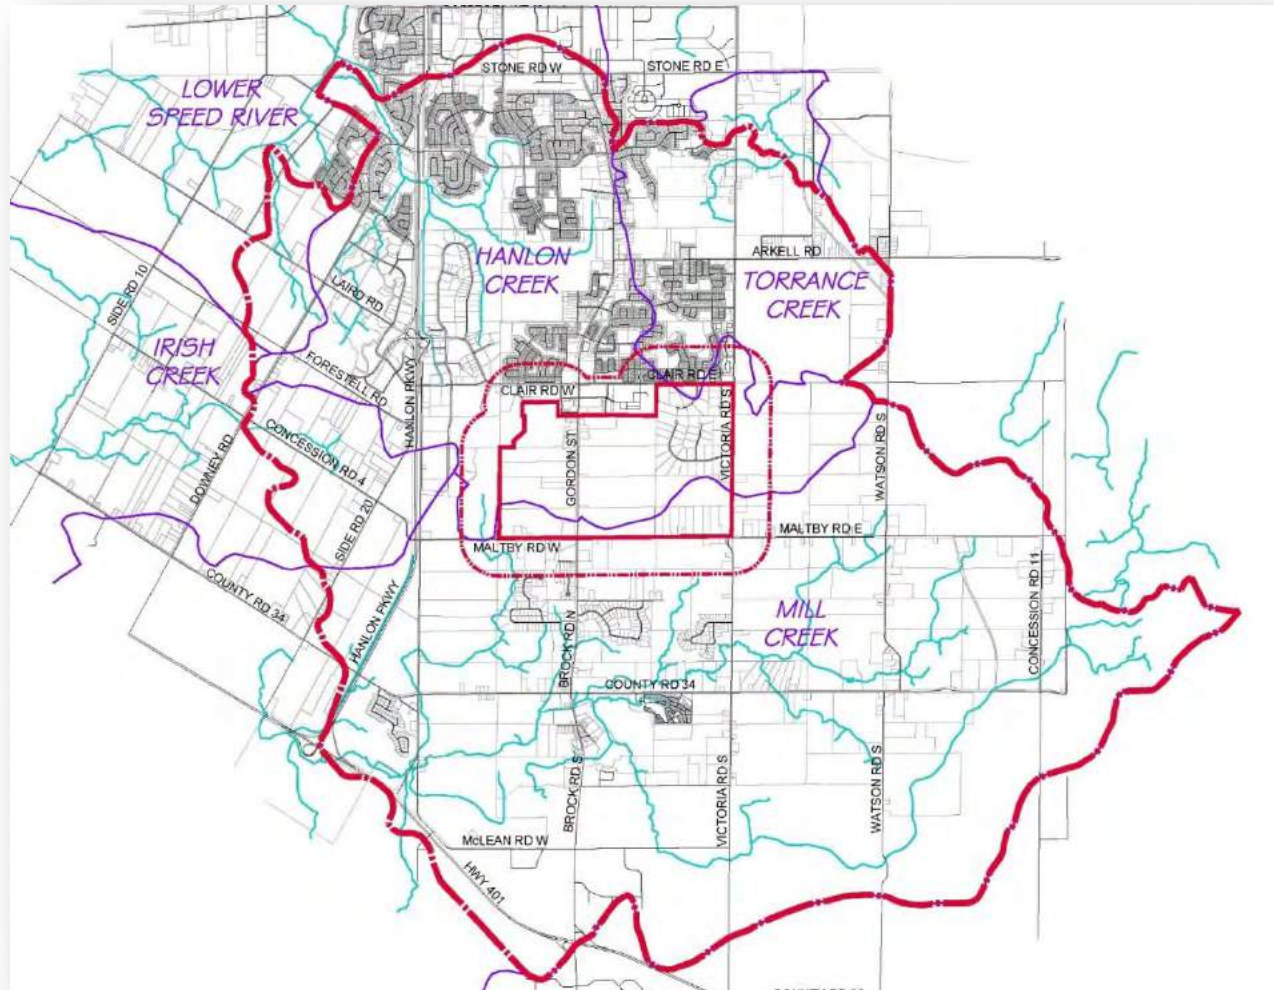 STONE RD W
STONE RD E
LOWER
SPEED RIVER
ARKELL RD
HANLON
CREEK
TORRANCE
CREEK
SIDE RD 10
LAIRD RD
IRISH
CREEK
FORESTELL RD
HANLON PKWY
CLAIR RD W
CLAIR RD E
VICTORIA RD S
WATSON RD S
GORDON ST
CONCESSION RD 4
DOWNEY RD
SIDE RD 20
MALTBY RD W
MALTBY RD E
COUNTY RD 34
HANLON PKWY
BROCK RD N
MILL
CREEK
CONCESSION RD 11
COUNTY RD 34
BROCK RD S
VICTORIA RD S
WATSON RD S
McLEAN RD W
HWY 401